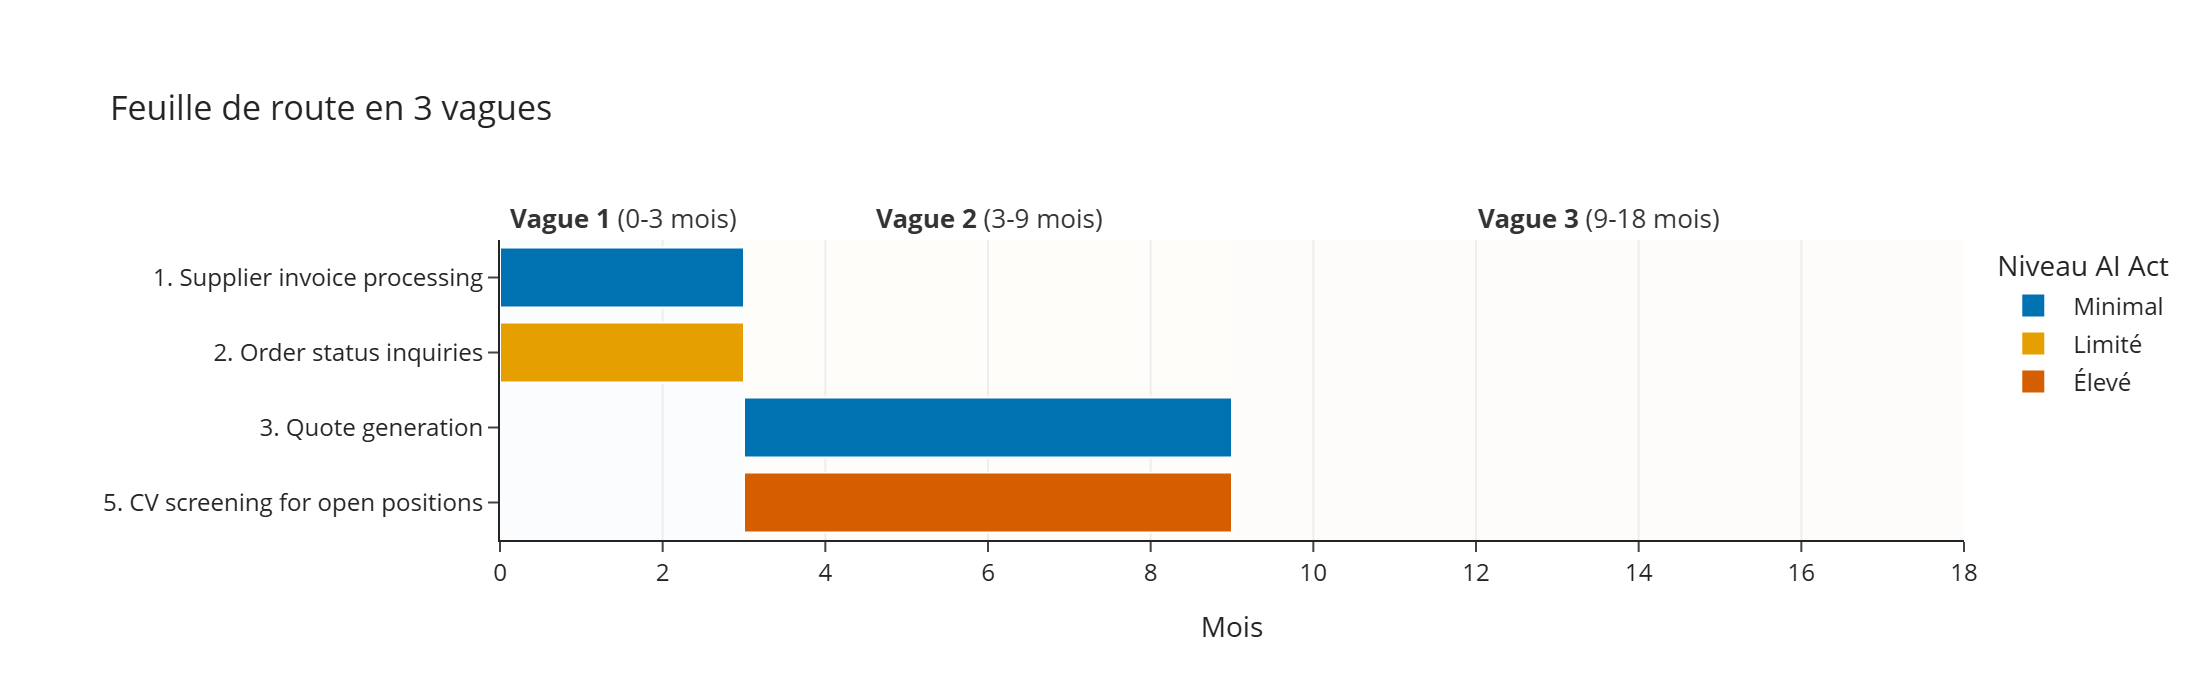 Feuille de route en 3 vagues
Vague 1 (0-3 mois)
Vague 2 (3-9 mois)
Vague 3 (9-18 mois)
1. Supplier invoice processing
2. Order status inquiries
3. Quote generation
5. CV screening for open positions
0 2 4 6 8 10 12 14 16 18
Mois
Niveau AI Act
Minimal
Limité
Élevé